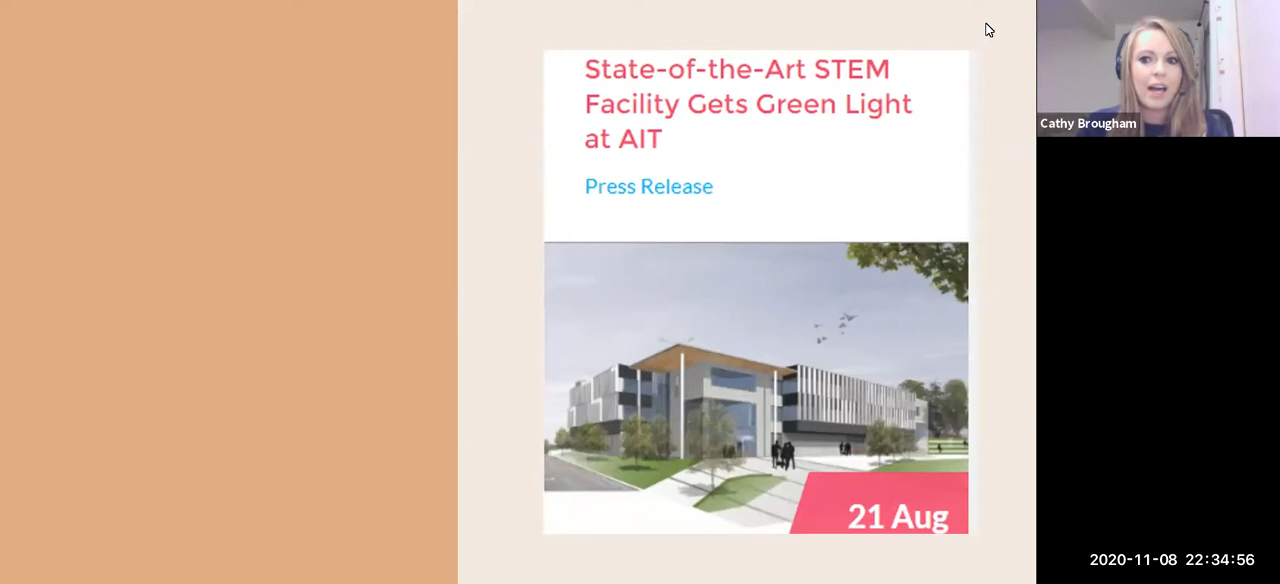 State-of-the-Art STEM
Facility Gets Green Light
at AIT
Press Release
21 Aug
Cathy Brougham
2020-11-08 22:34:56